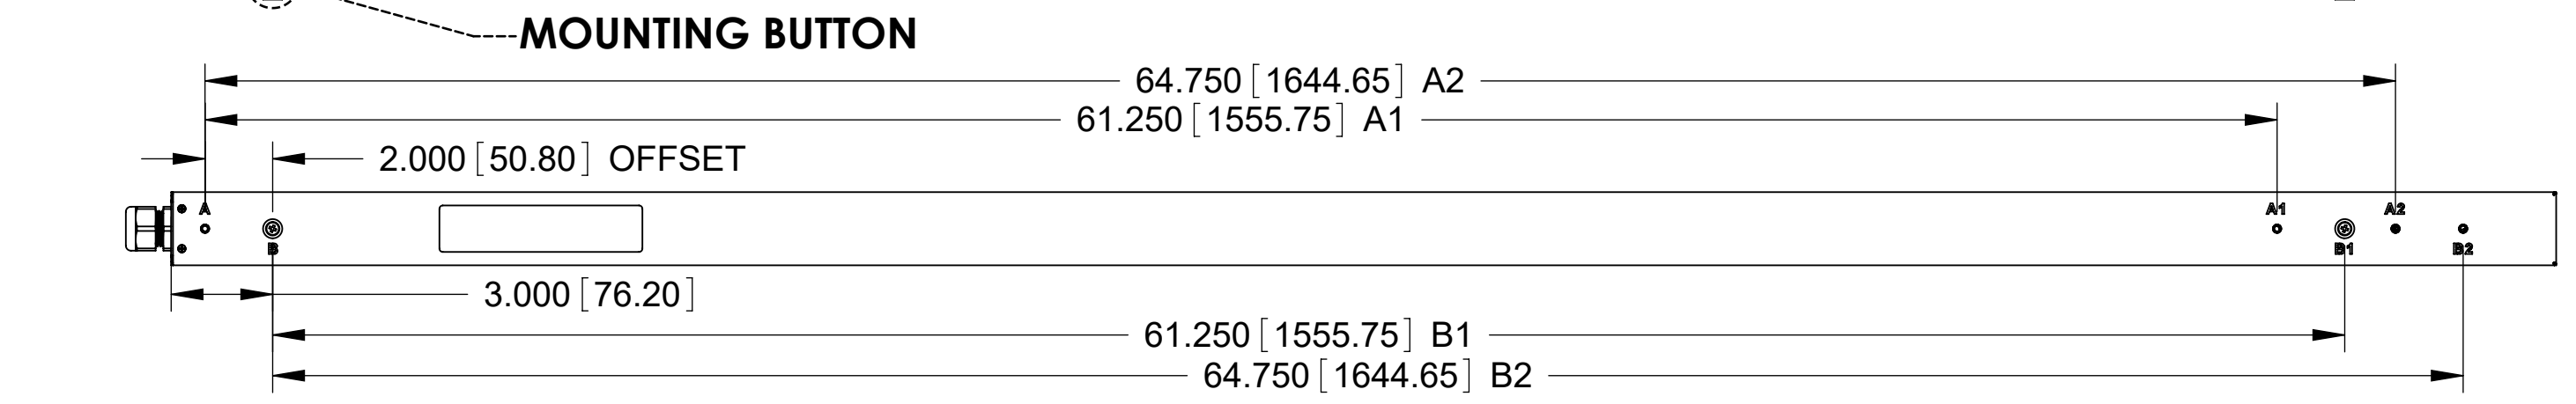 MOUNTING BUTTON
64.750 [1644.65] A2
61.250 [1555.75] A1
2.000 [50.80] OFFSET
A A1 A2
B B1 B2
3.000 [76.20]
61.250 [1555.75] B1
64.750 [1644.65] B2